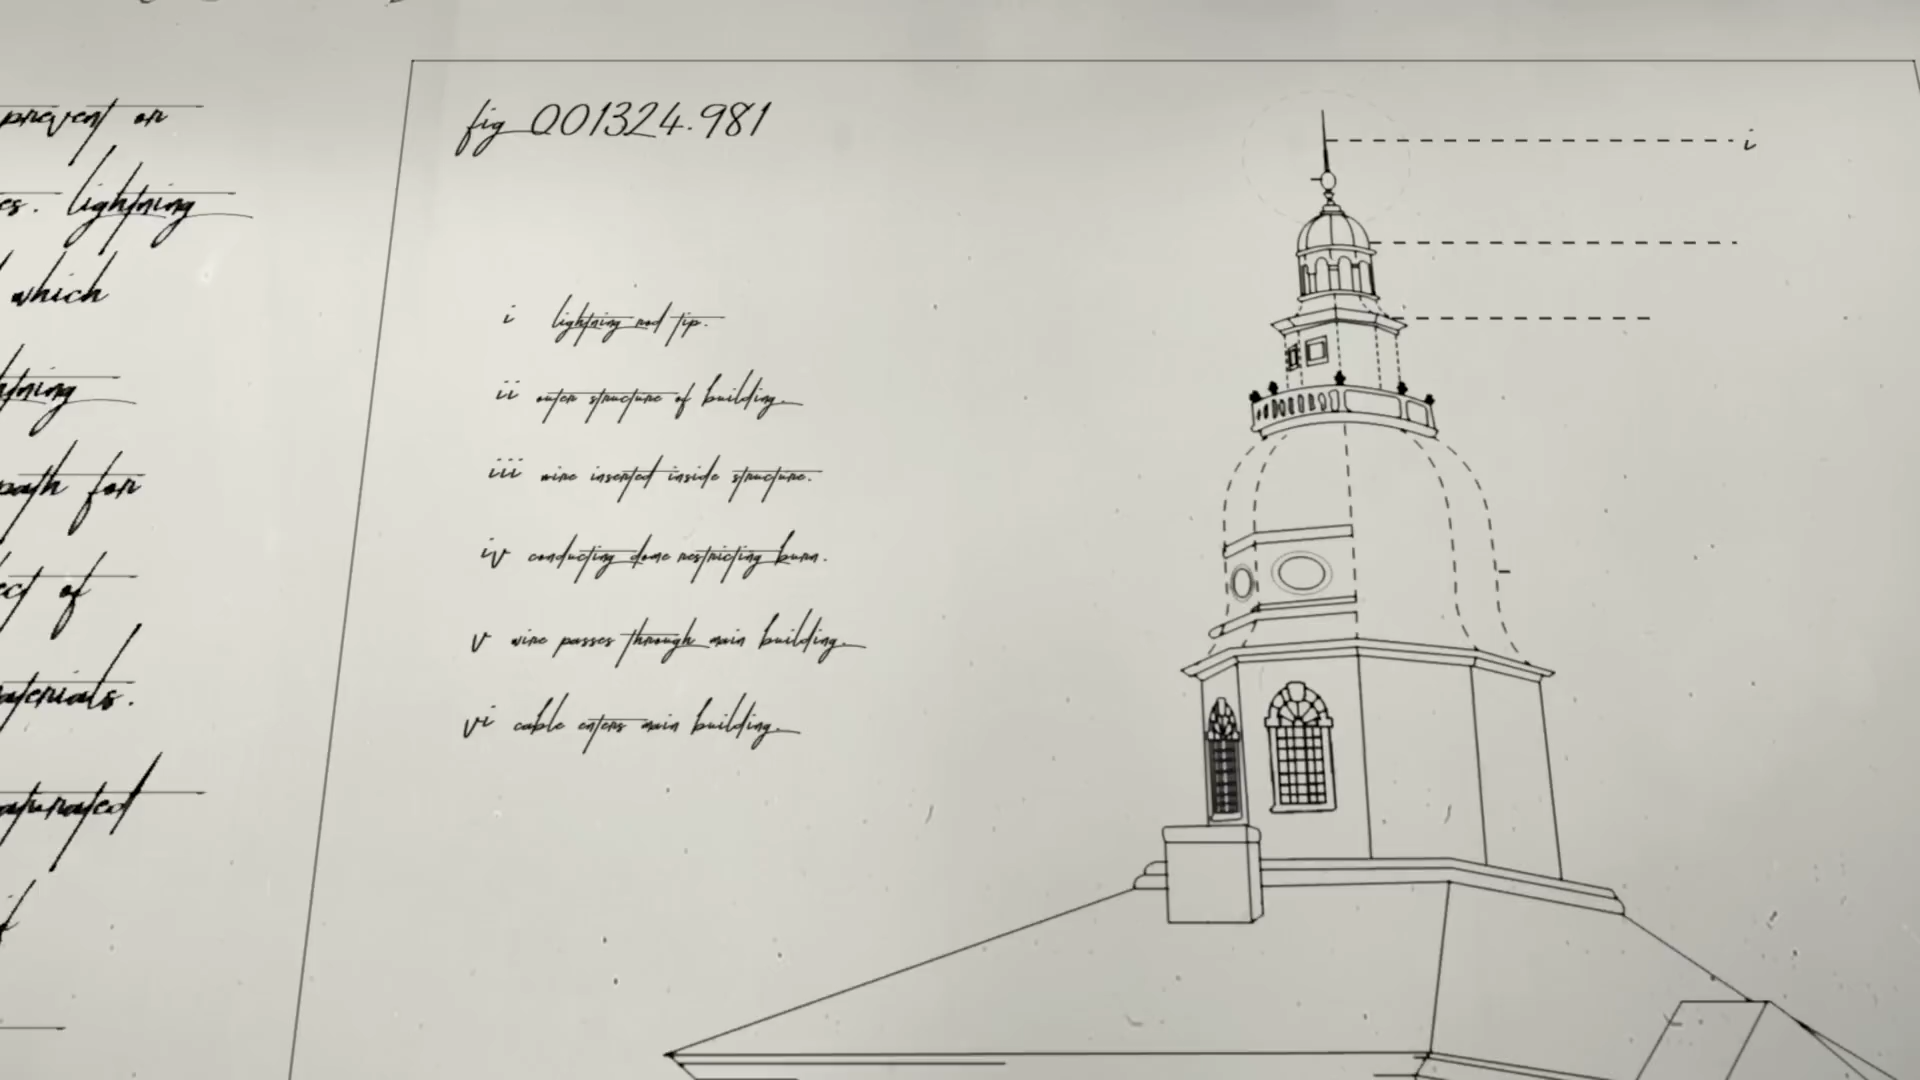 prevent or
es. lightning
which
htning
path for
ect of
aterials.
aturated
f
fig 001324.981
i lightning rod tip.
ii outer structure of building.
iii wire inserted inside structure.
iv conducting dome restricting burn.
v wire passes through main building.
vi cable enters main building.
i